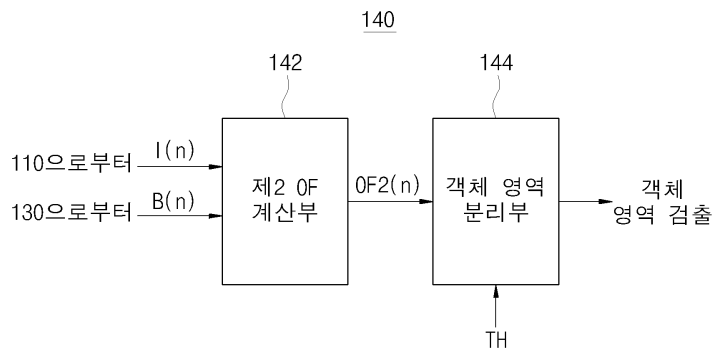 140
142
144
110으로부터
I(n)
130으로부터
B(n)
제2 OF
계산부
OF2(n)
객체 영역
분리부
객체
영역 검출
TH